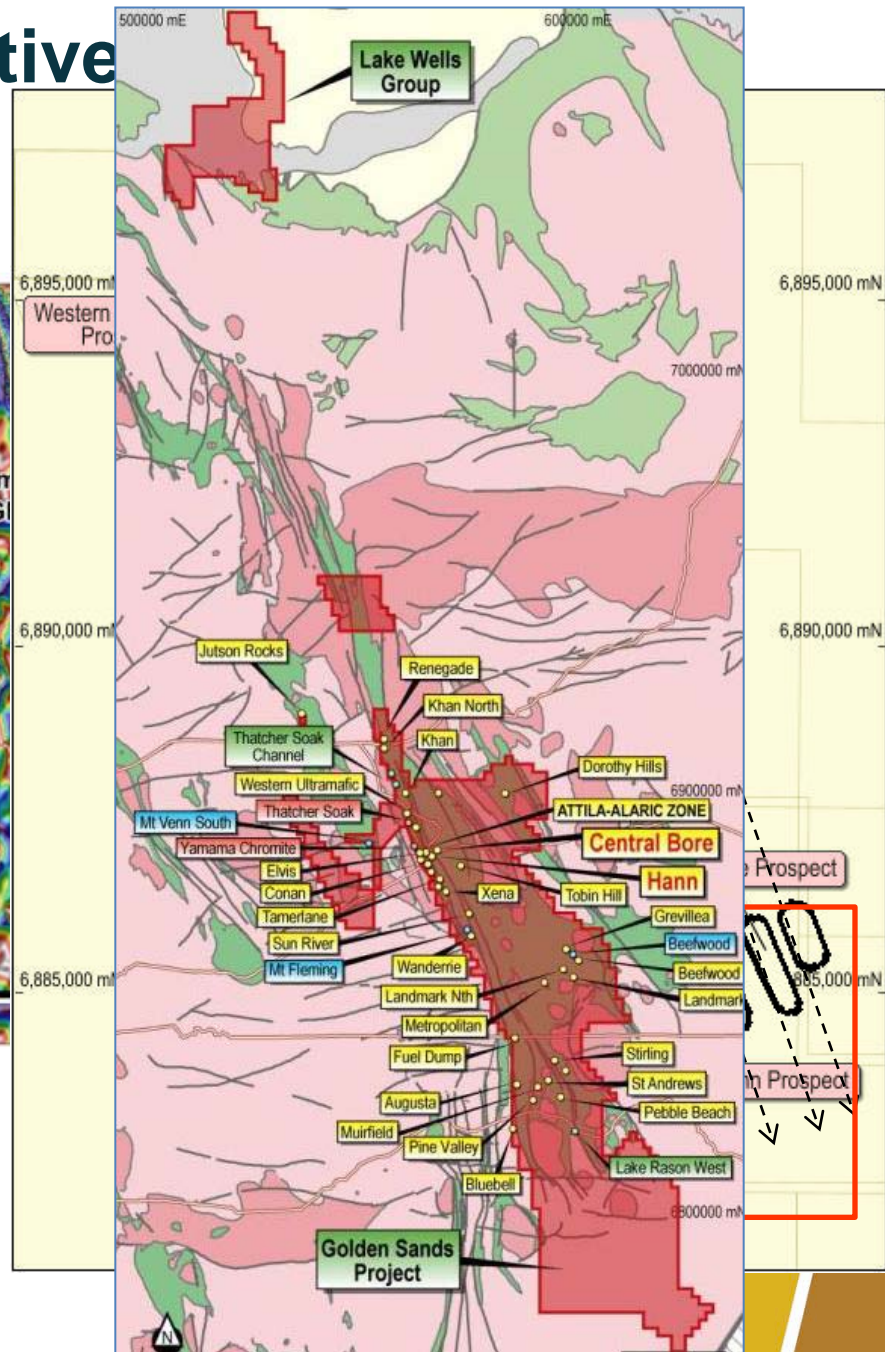 tive
500000 mE
600000 mE
Lake Wells
Group
6,895,000 mN
6,895,000 mN
Western
Pro
7000000 mN
6,890,000 mN
6,890,000 mN
Jutson Rocks
Renegade
Khan North
Thatcher Soak
Channel
Khan
Dorothy Hills
Western Ultramafic
6900000 mN
Thatcher Soak
ATTILA-ALARIC ZONE
Mt Venn South
Central Bore
Yamama Chromite
Prospect
Elvis
Hann
Conan
Xena
Tobin Hill
Tamerlane
Grevillea
Sun River
Beefwood
Mt Fleming
Wanderrie
Beefwood
6,885,000 mN
885,000 mN
Landmark Nth
Landmark
Metropolitan
Fuel Dump
Stirling
St Andrews
Prospect
Augusta
Pebble Beach
Muirfield
Pine Valley
Lake Rason West
Bluebell
6800000 mN
Golden Sands
Project
N